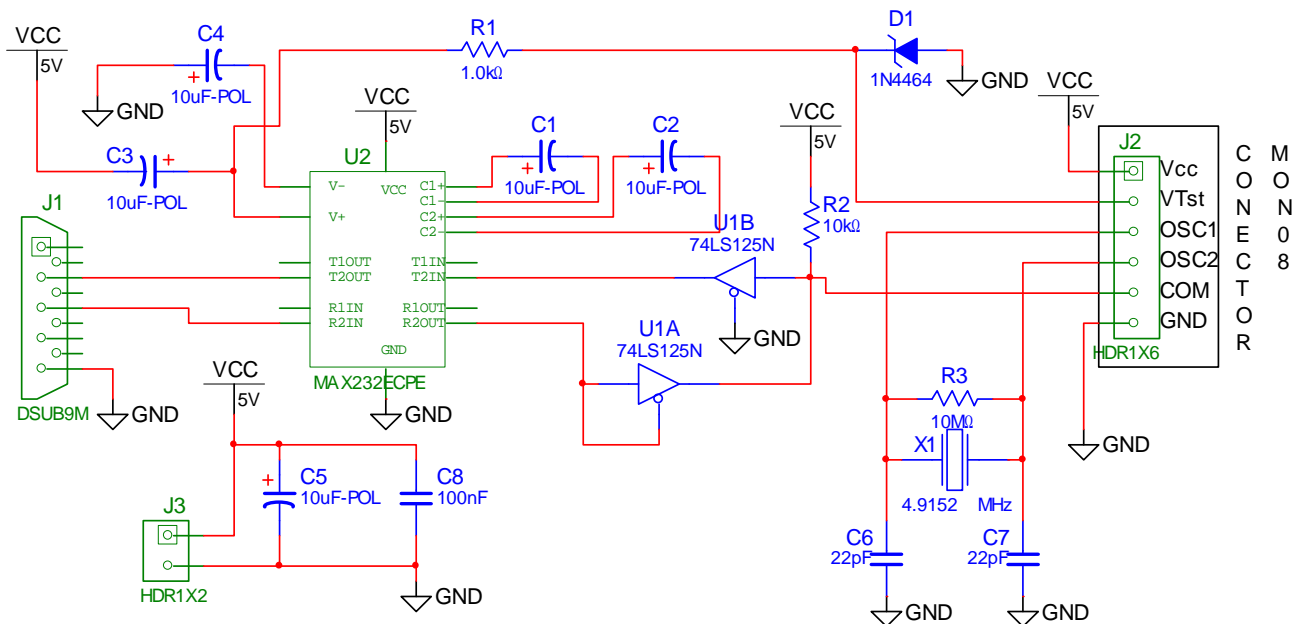 VCC
5V
C4
10uF-POL
GND
R1
1.0kΩ
D1
1N4464
GND
VCC
5V
C3
10uF-POL
VCC
5V
U2
V-
V+
VCC
C1+
C1-
C2+
C2-
T1OUT
T2OUT
T1IN
T2IN
R1IN
R2IN
R1OUT
R2OUT
GND
MAX232ECPE
GND
C1
10uF-POL
C2
10uF-POL
VCC
5V
R2
10kΩ
U1B
74LS125N
GND
U1A
74LS125N
J1
DSUB9M
GND
VCC
5V
J2
Vcc
VTst
OSC1
OSC2
COM
GND
HDR1X6
GND
CONECTOR
MON08
R3
10MΩ
X1
4.9152 MHz
C6
22pF
GND
C7
22pF
GND
VCC
5V
C5
10uF-POL
C8
100nF
J3
HDR1X2
GND